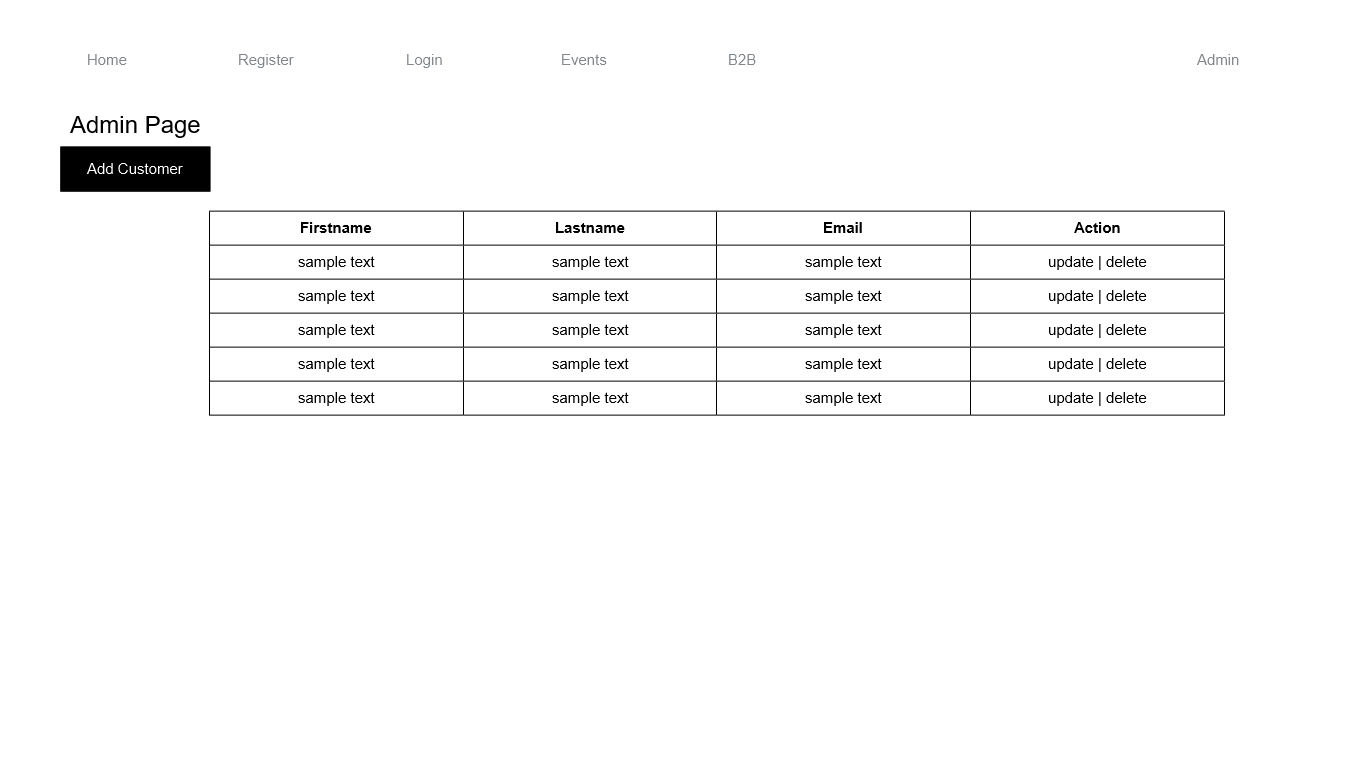 Home Register Login Events B2B Admin
Admin Page
Add Customer
Firstname Lastname Email Action
sample text sample text sample text update | delete
sample text sample text sample text update | delete
sample text sample text sample text update | delete
sample text sample text sample text update | delete
sample text sample text sample text update | delete